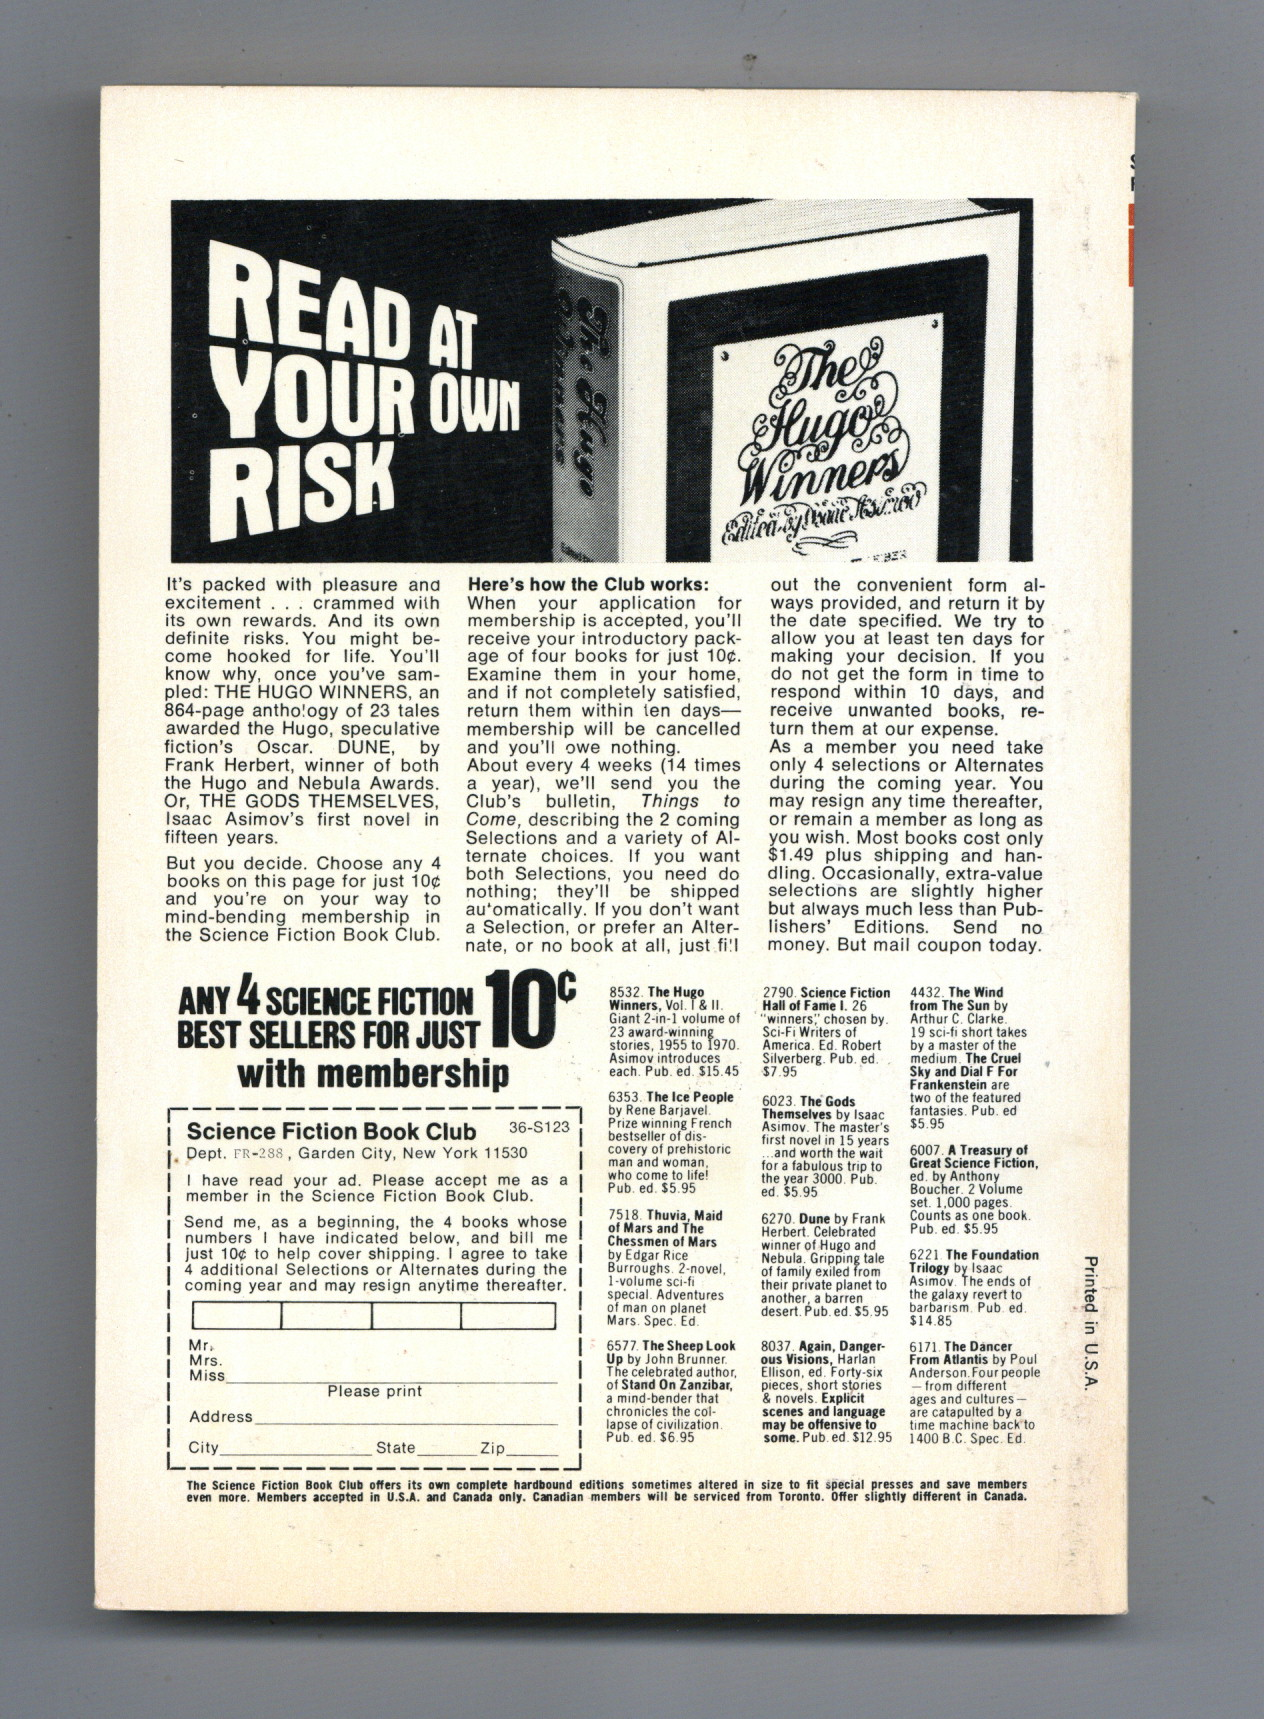 READ AT
YOUR OWN
RISK
The Hugo
Winners
The
Hugo
Winners
Edited by Isaac Asimov
It's packed with pleasure and
excitement . . . crammed with
its own rewards. And its own
definite risks. You might be-
come hooked for life. You'll
know why, once you've sam-
pled: THE HUGO WINNERS, an
864-page anthology of 23 tales
awarded the Hugo, speculative
fiction's Oscar. DUNE, by
Frank Herbert, winner of both
the Hugo and Nebula Awards.
Or, THE GODS THEMSELVES,
Isaac Asimov's first novel in
fifteen years.
But you decide. Choose any 4
books on this page for just 10¢
and you're on your way to
mind-bending membership in
the Science Fiction Book Club.
Here's how the Club works:
When your application for
membership is accepted, you'll
receive your introductory pack-
age of four books for just 10¢.
Examine them in your home,
and if not completely satisfied,
return them within ten days—
membership will be cancelled
and you'll owe nothing.
About every 4 weeks (14 times
a year), we'll send you the
Club's bulletin, Things to
Come, describing the 2 coming
Selections and a variety of Al-
ternate choices. If you want
both Selections, you need do
nothing; they'll be shipped
automatically. If you don't want
a Selection, or prefer an Alter-
nate, or no book at all, just fill
out the convenient form al-
ways provided, and return it by
the date specified. We try to
allow you at least ten days for
making your decision. If you
do not get the form in time to
respond within 10 days, and
receive unwanted books, re-
turn them at our expense.
As a member you need take
only 4 selections or Alternates
during the coming year. You
may resign any time thereafter,
or remain a member as long as
you wish. Most books cost only
$1.49 plus shipping and han-
dling. Occasionally, extra-value
selections are slightly higher
but always much less than Pub-
lishers' Editions. Send no
money. But mail coupon today.
ANY 4 SCIENCE FICTION
BEST SELLERS FOR JUST 10¢
with membership
Science Fiction Book Club 36-S123
Dept. FR-288, Garden City, New York 11530
I have read your ad. Please accept me as a
member in the Science Fiction Book Club.
Send me, as a beginning, the 4 books whose
numbers I have indicated below, and bill me
just 10¢ to help cover shipping. I agree to take
4 additional Selections or Alternates during the
coming year and may resign anytime thereafter.
Mr.
Mrs.
Miss
Please print
Address
City State Zip
8532. The Hugo
Winners, Vol. I & II.
Giant 2-in-1 volume of
23 award-winning
stories, 1955 to 1970.
Asimov introduces
each. Pub. ed. $15.45
6353. The Ice People
by Rene Barjavel.
Prize winning French
bestseller of dis-
covery of prehistoric
man and woman,
who come to life!
Pub. ed. $5.95
7518. Thuvia, Maid
of Mars and The
Chessmen of Mars
by Edgar Rice
Burroughs. 2-novel,
1-volume sci-fi
special. Adventures
of man on planet
Mars. Spec. Ed.
6577. The Sheep Look
Up by John Brunner.
The celebrated author,
of Stand On Zanzibar,
a mind-bender that
chronicles the col-
lapse of civilization.
Pub. ed. $6.95
2790. Science Fiction
Hall of Fame I. 26
"winners," chosen by.
Sci-Fi Writers of
America. Ed. Robert
Silverberg. Pub. ed.
$7.95
6023. The Gods
Themselves by Isaac
Asimov. The master's
first novel in 15 years
...and worth the wait
for a fabulous trip to
the year 3000. Pub.
ed. $5.95
6270. Dune by Frank
Herbert. Celebrated
winner of Hugo and
Nebula. Gripping tale
of family exiled from
their private planet to
another, a barren
desert. Pub. ed. $5.95
8037. Again, Danger-
ous Visions, Harlan
Ellison, ed. Forty-six
pieces, short stories
& novels. Explicit
scenes and language
may be offensive to
some. Pub. ed. $12.95
4432. The Wind
from The Sun by
Arthur C. Clarke.
19 sci-fi short takes
by a master of the
medium. The Cruel
Sky and Dial F For
Frankenstein are
two of the featured
fantasies. Pub. ed
$5.95
6007. A Treasury of
Great Science Fiction,
ed. by Anthony
Boucher. 2 Volume
set. 1,000 pages.
Counts as one book.
Pub. ed. $5.95
6221. The Foundation
Trilogy by Isaac
Asimov. The ends of
the galaxy revert to
barbarism. Pub. ed.
$14.85
6171. The Dancer
From Atlantis by Poul
Anderson. Four people
— from different
ages and cultures —
are catapulted by a
time machine back to
1400 B.C. Spec. Ed.
Printed in U.S.A.
The Science Fiction Book Club offers its own complete hardbound editions sometimes altered in size to fit special presses and save members
even more. Members accepted in U.S.A. and Canada only. Canadian members will be serviced from Toronto. Offer slightly different in Canada.